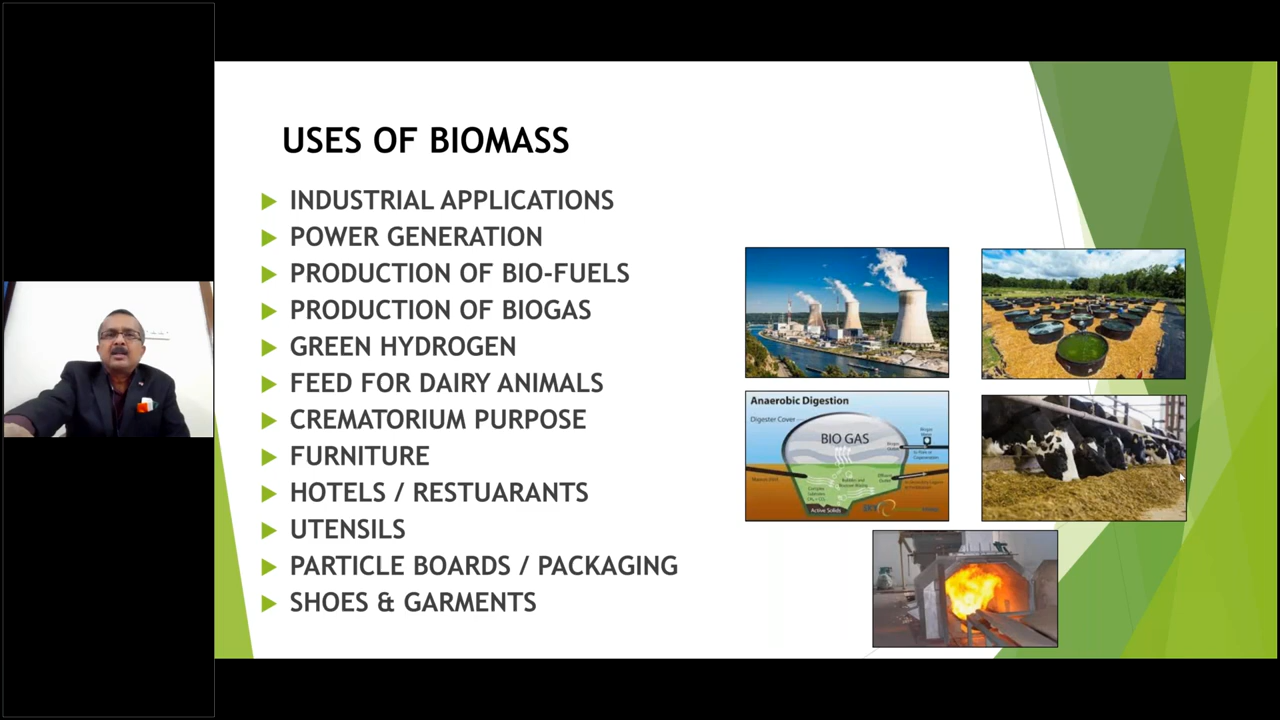 USES OF BIOMASS
INDUSTRIAL APPLICATIONS
POWER GENERATION
PRODUCTION OF BIO-FUELS
PRODUCTION OF BIOGAS
GREEN HYDROGEN
FEED FOR DAIRY ANIMALS
CREMATORIUM PURPOSE
FURNITURE
HOTELS / RESTUARANTS
UTENSILS
PARTICLE BOARDS / PACKAGING
SHOES & GARMENTS
Anaerobic Digestion
Digester Cover
BIO GAS
Active Solids